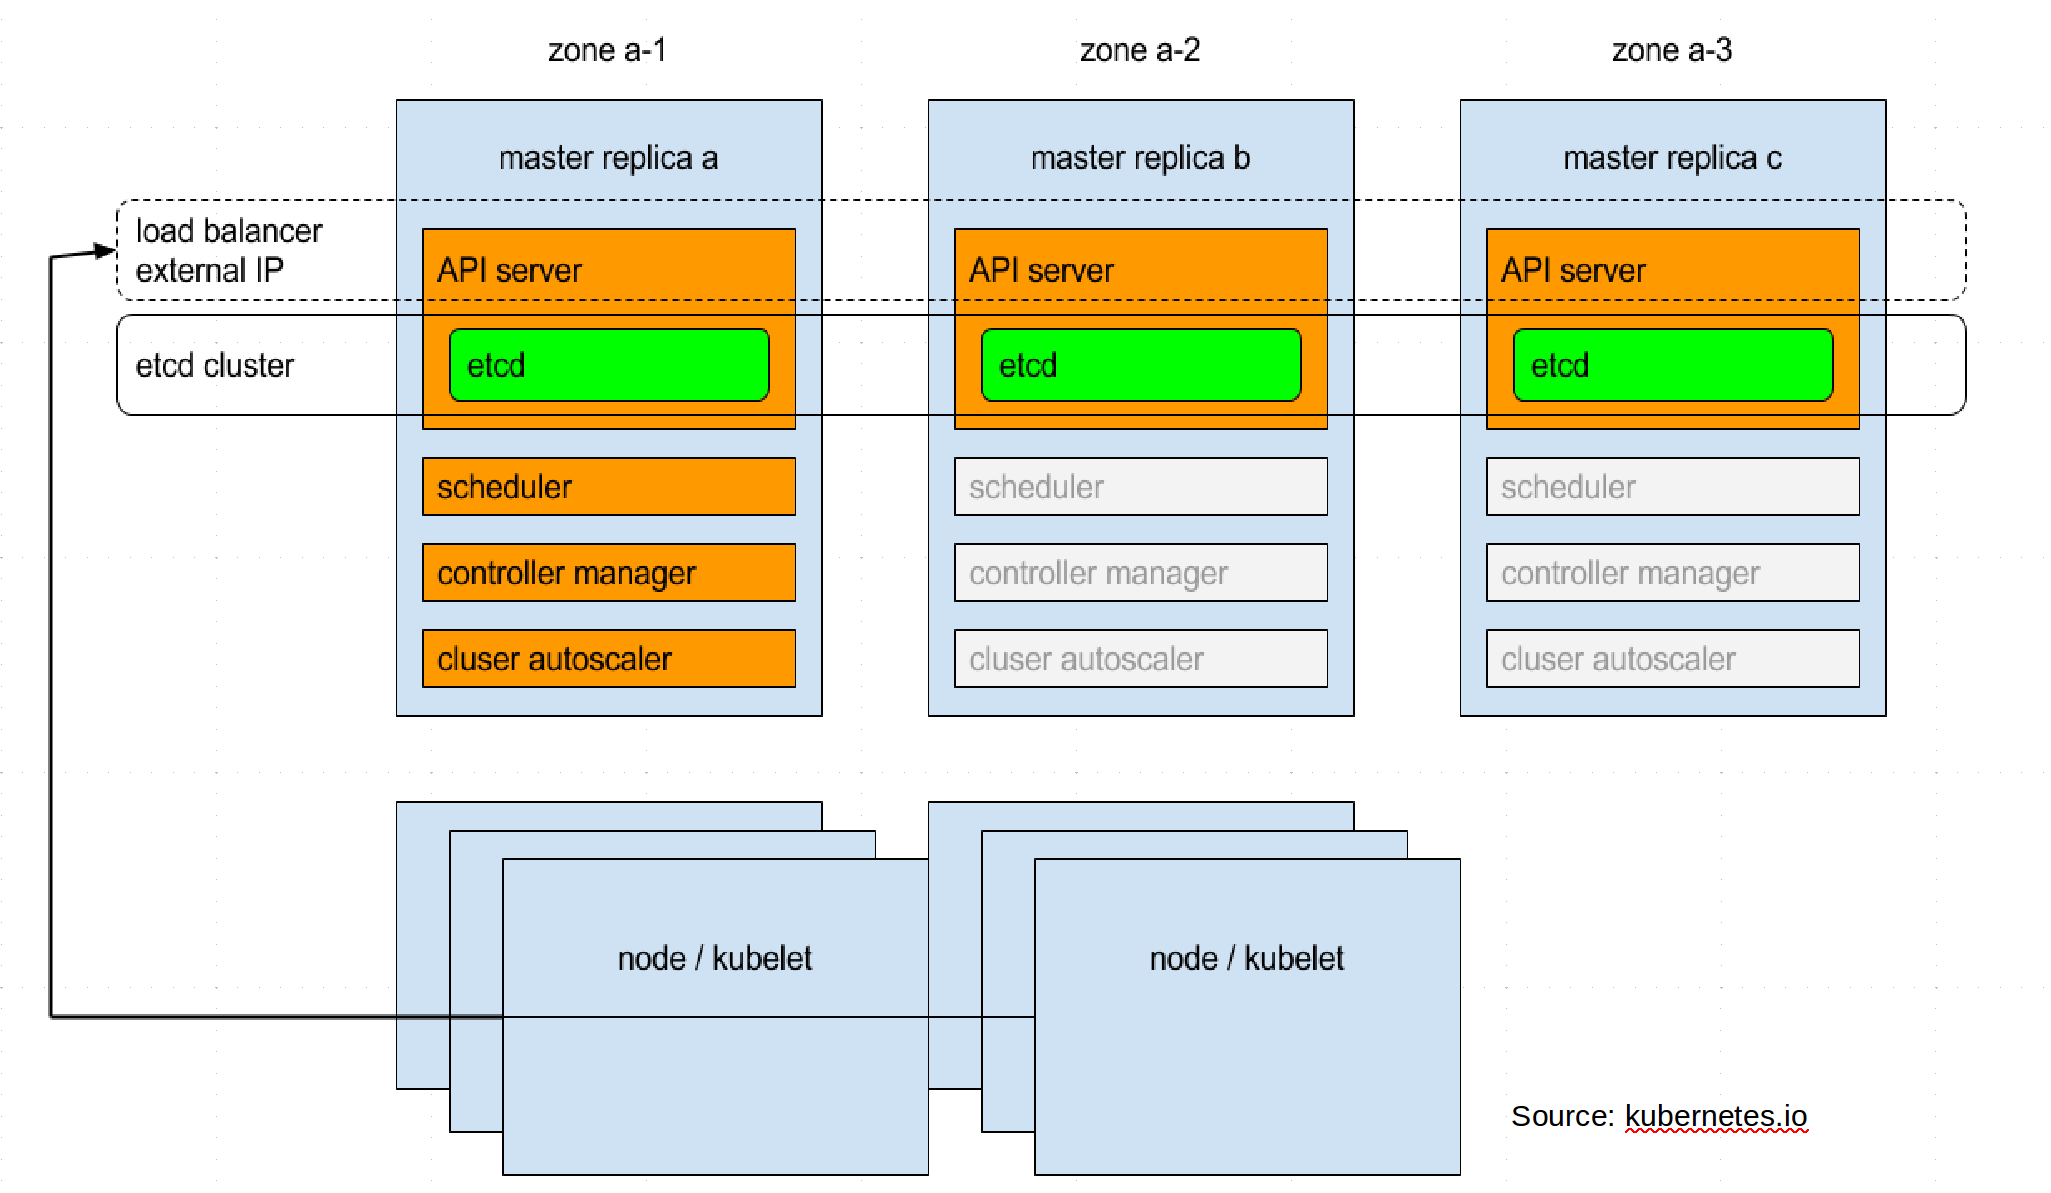 zone a-1
zone a-2
zone a-3
master replica a
master replica b
master replica c
load balancer
external IP
API server
API server
API server
etcd cluster
etcd
etcd
etcd
scheduler
scheduler
scheduler
controller manager
controller manager
controller manager
cluser autoscaler
cluser autoscaler
cluser autoscaler
node / kubelet
node / kubelet
Source: kubernetes.io